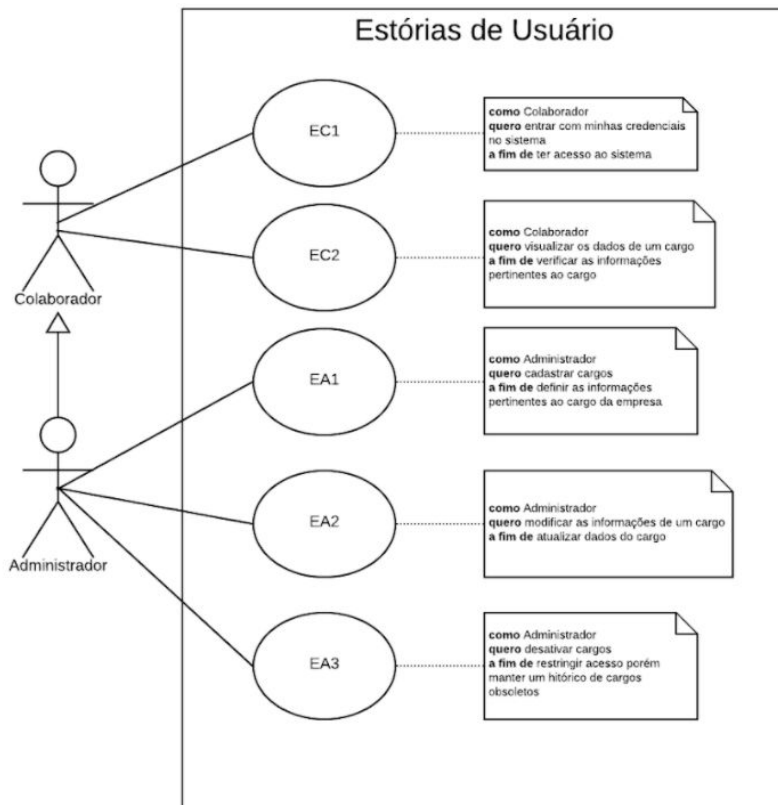 Estórias de Usuário
EC1
como Colaborador
quero entrar com minhas credenciais
no sistema
a fim de ter acesso ao sistema
EC2
como Colaborador
quero visualizar os dados de um cargo
a fim de verificar as informações
pertinentes ao cargo
Colaborador
EA1
como Administrador
quero cadastrar cargos
a fim de definir as informações
pertinentes ao cargo da empresa
EA2
como Administrador
quero modificar as informações de um cargo
a fim de atualizar dados do cargo
Administrador
EA3
como Administrador
quero desativar cargos
a fim de restringir acesso porém
manter um hitórico de cargos
obsoletos